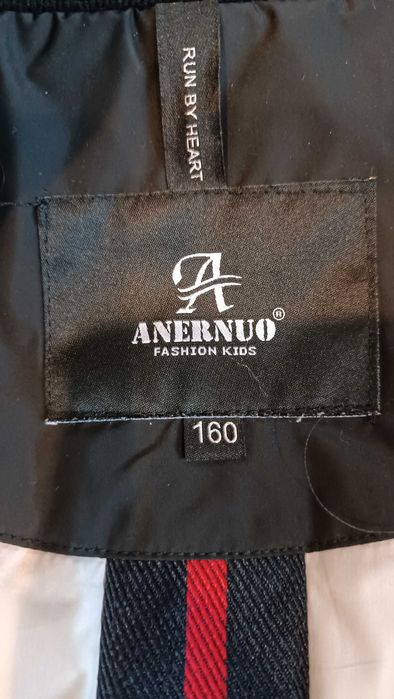 RUN BY HEART
A
ANERNUO®
FASHION KIDS
160